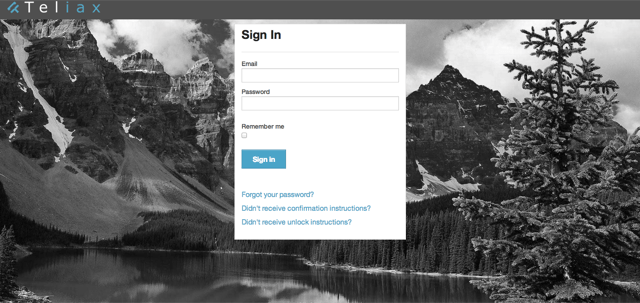 Teliax
Sign In
Email
Password
Remember me
Sign In
Forgot your password?
Didn't receive confirmation instructions?
Didn't receive unlock instructions?